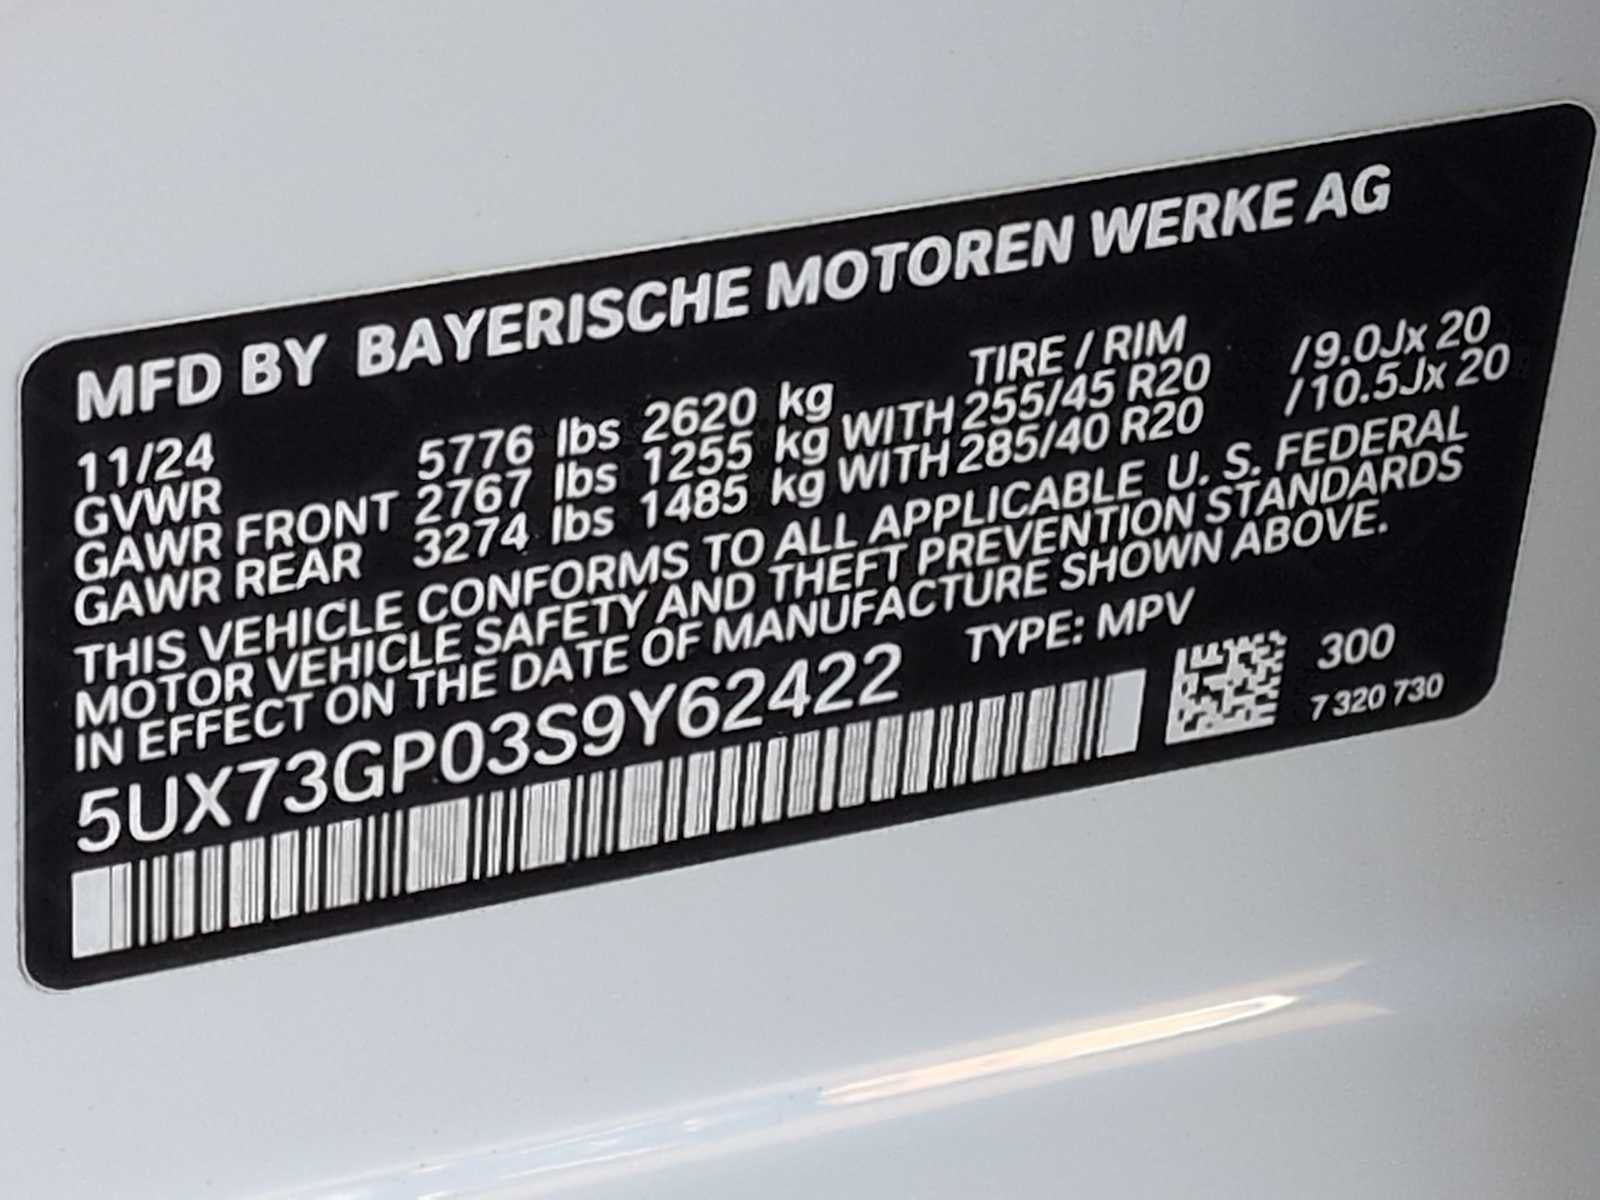 MFD BY BAYERISCHE MOTOREN WERKE AG
11/24 TIRE / RIM
GVWR 5776 lbs 2620 kg
GAWR FRONT 2767 lbs 1255 kg WITH 255/45 R20 /9.0Jx 20
GAWR REAR 3274 lbs 1485 kg WITH 285/40 R20 /10.5Jx 20
THIS VEHICLE CONFORMS TO ALL APPLICABLE U. S. FEDERAL
MOTOR VEHICLE SAFETY AND THEFT PREVENTION STANDARDS
IN EFFECT ON THE DATE OF MANUFACTURE SHOWN ABOVE.
5UX73GP03S9Y62422 TYPE: MPV
300
7 320 730